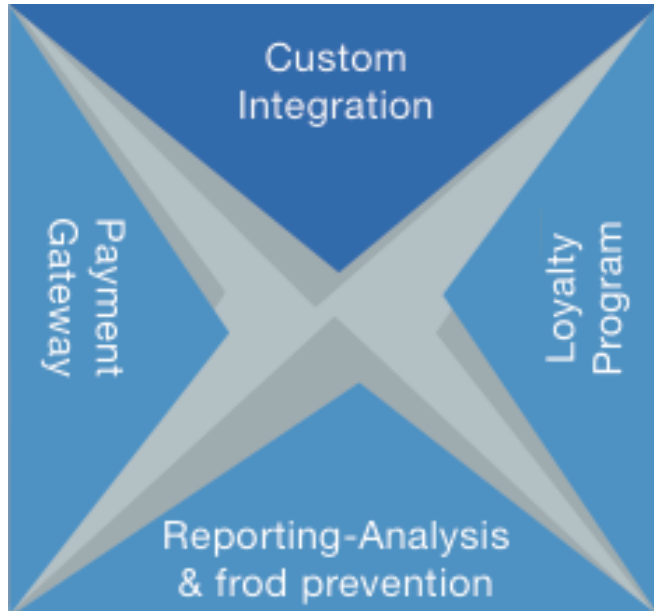 Custom
Integration
Payment
Gateway
Loyalty
Program
Reporting-Analysis
& frod prevention